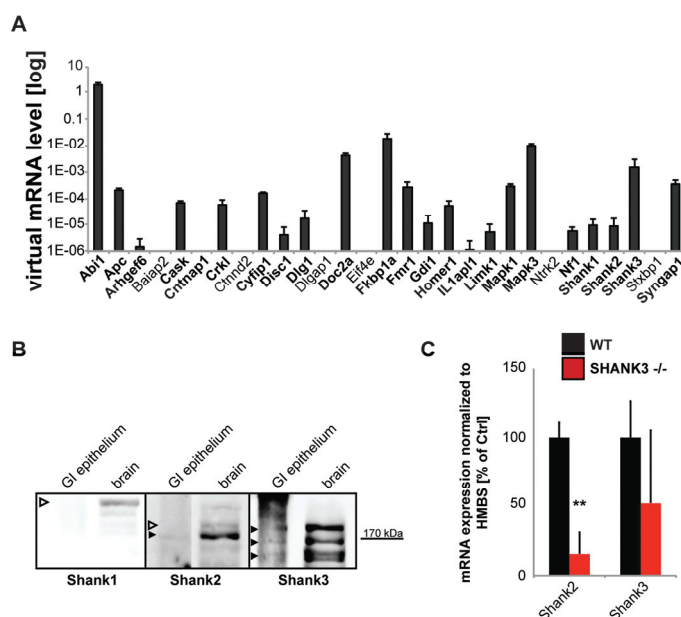 A
virtual mRNA level [log]
10
1
0.1
1E-02
1E-03
1E-04
1E-05
1E-06
Abi1
Apc
Arhgef6
Baiap2
Cask
Cntnap1
Crkl
Ctnnd2
Cyfip1
Disc1
Dlg1
Dlgap1
Doc2a
Eif4e
Fkbp1a
Fmr1
Gdi1
Homer1
IL1apl1
Limk1
Mapk1
Mapk3
Ntrk2
Nf1
Shank1
Shank2
Shank3
Stxbp1
Syngap1
B
GI epithelium
brain
GI epithelium
brain
GI epithelium
brain
170 kDa
Shank1
Shank2
Shank3
C
WT
SHANK3 -/-
mRNA expression normalized to
HMBS [% of Ctrl]
150
100
50
0
**
Shank2
Shank3